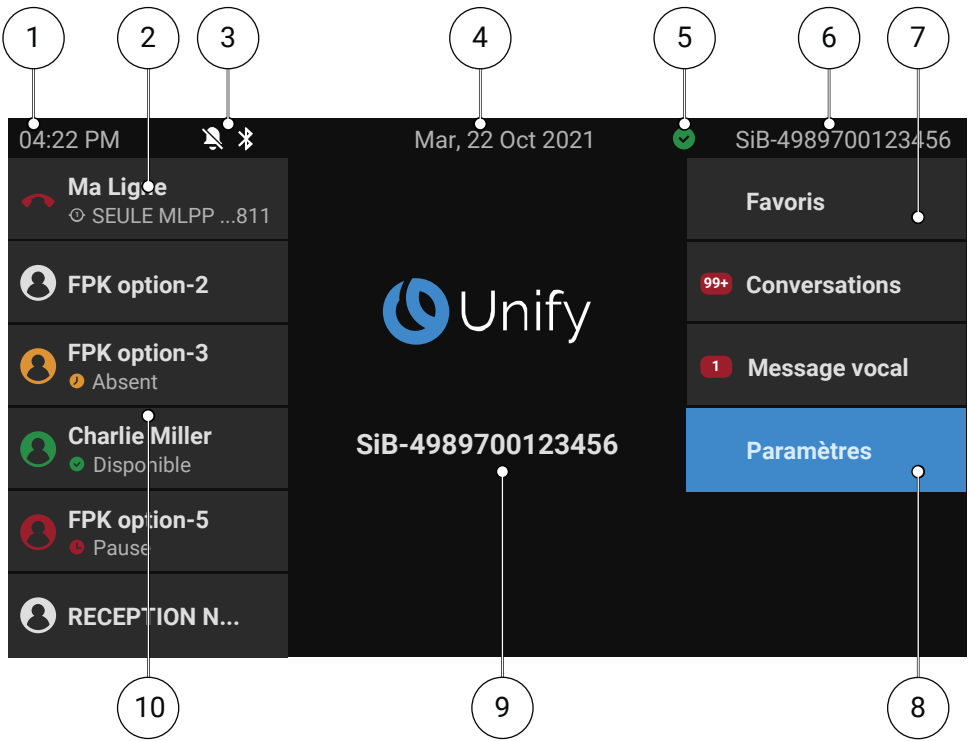 1
2
3
4
5
6
7
04:22 PM
Mar, 22 Oct 2021
SiB-4989700123456
Ma Ligne
SEULE MLPP ...811
FPK option-2
FPK option-3
Absent
Charlie Miller
Disponible
FPK option-5
Pause
RECEPTION N...
Unify
SiB-4989700123456
Favoris
99+ Conversations
1 Message vocal
Paramètres
10
9
8